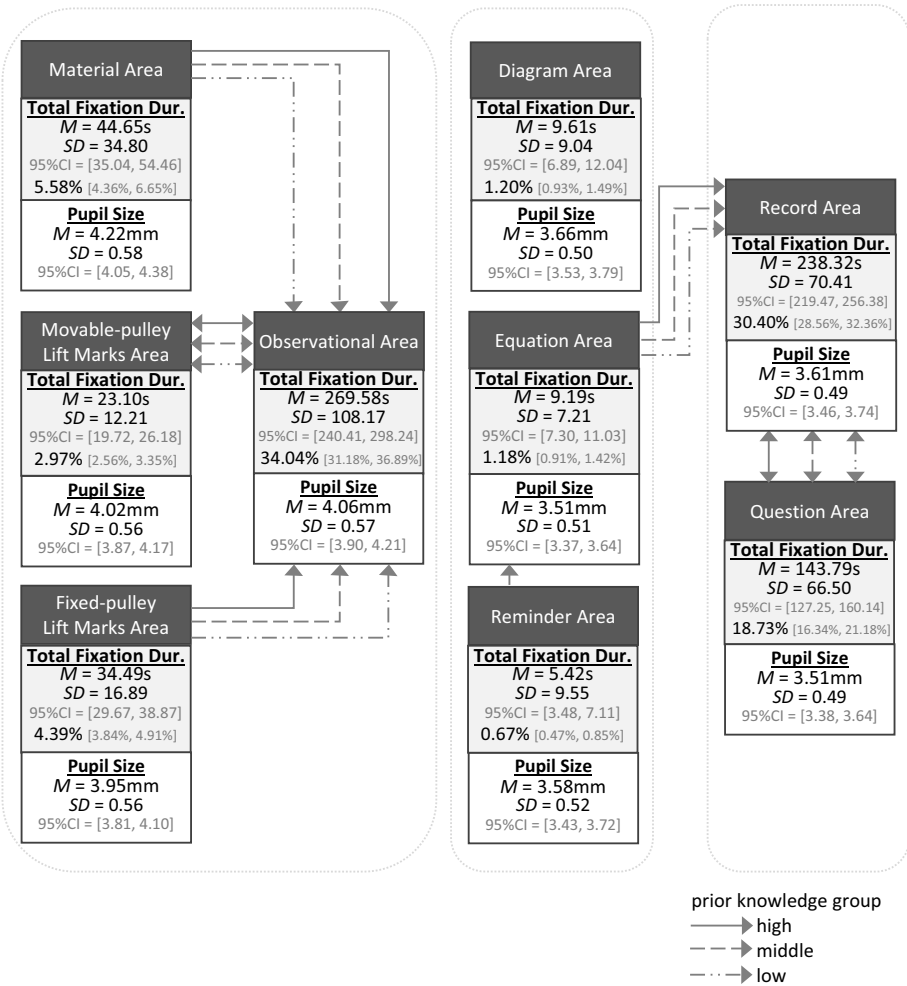 Material Area
Total Fixation Dur.
M = 44.65s
SD = 34.80
95%CI = [35.04, 54.46]
5.58% [4.36%, 6.65%]
Pupil Size
M = 4.22mm
SD = 0.58
95%CI = [4.05, 4.38]
Movable-pulley
Lift Marks Area
Total Fixation Dur.
M = 23.10s
SD = 12.21
95%CI = [19.72, 26.18]
2.97% [2.56%, 3.35%]
Pupil Size
M = 4.02mm
SD = 0.56
95%CI = [3.87, 4.17]
Fixed-pulley
Lift Marks Area
Total Fixation Dur.
M = 34.49s
SD = 16.89
95%CI = [29.67, 38.87]
4.39% [3.84%, 4.91%]
Pupil Size
M = 3.95mm
SD = 0.56
95%CI = [3.81, 4.10]
Observational Area
Total Fixation Dur.
M = 269.58s
SD = 108.17
95%CI = [240.41, 298.24]
34.04% [31.18%, 36.89%]
Pupil Size
M = 4.06mm
SD = 0.57
95%CI = [3.90, 4.21]
Diagram Area
Total Fixation Dur.
M = 9.61s
SD = 9.04
95%CI = [6.89, 12.04]
1.20% [0.93%, 1.49%]
Pupil Size
M = 3.66mm
SD = 0.50
95%CI = [3.53, 3.79]
Equation Area
Total Fixation Dur.
M = 9.19s
SD = 7.21
95%CI = [7.30, 11.03]
1.18% [0.91%, 1.42%]
Pupil Size
M = 3.51mm
SD = 0.51
95%CI = [3.37, 3.64]
Reminder Area
Total Fixation Dur.
M = 5.42s
SD = 9.55
95%CI = [3.48, 7.11]
0.67% [0.47%, 0.85%]
Pupil Size
M = 3.58mm
SD = 0.52
95%CI = [3.43, 3.72]
Record Area
Total Fixation Dur.
M = 238.32s
SD = 70.41
95%CI = [219.47, 256.38]
30.40% [28.56%, 32.36%]
Pupil Size
M = 3.61mm
SD = 0.49
95%CI = [3.46, 3.74]
Question Area
Total Fixation Dur.
M = 143.79s
SD = 66.50
95%CI = [127.25, 160.14]
18.73% [16.34%, 21.18%]
Pupil Size
M = 3.51mm
SD = 0.49
95%CI = [3.38, 3.64]
prior knowledge group
high
middle
low